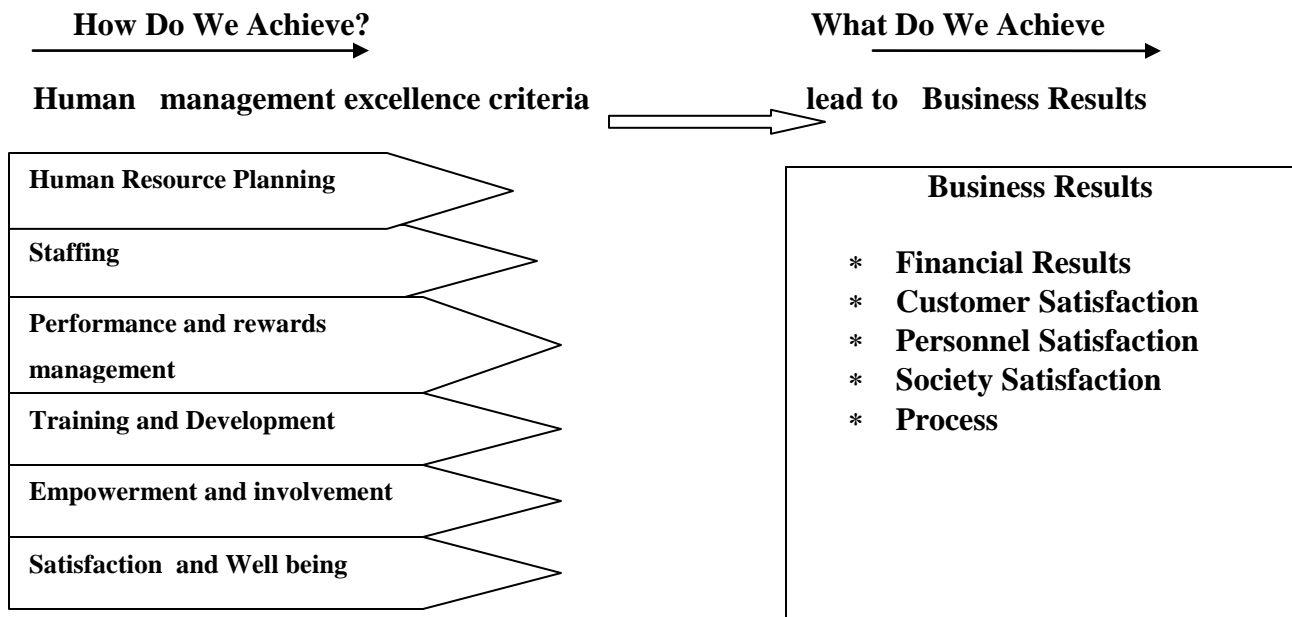 How Do We Achieve?
What Do We Achieve
Human management excellence criteria
lead to Business Results
Human Resource Planning
Staffing
Performance and rewards
management
Training and Development
Empowerment and involvement
Satisfaction and Well being
Business Results
* Financial Results
* Customer Satisfaction
* Personnel Satisfaction
* Society Satisfaction
* Process